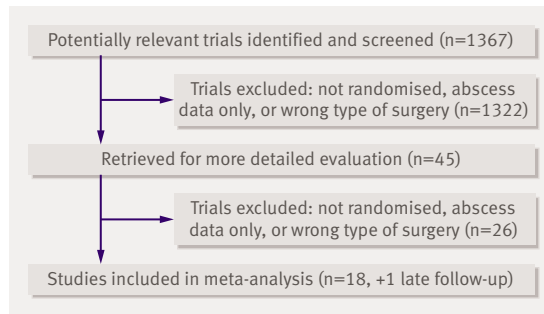 Potentially relevant trials identified and screened (n=1367)
Trials excluded: not randomised, abscess
data only, or wrong type of surgery (n=1322)
Retrieved for more detailed evaluation (n=45)
Trials excluded: not randomised, abscess
data only, or wrong type of surgery (n=26)
Studies included in meta-analysis (n=18, +1 late follow-up)